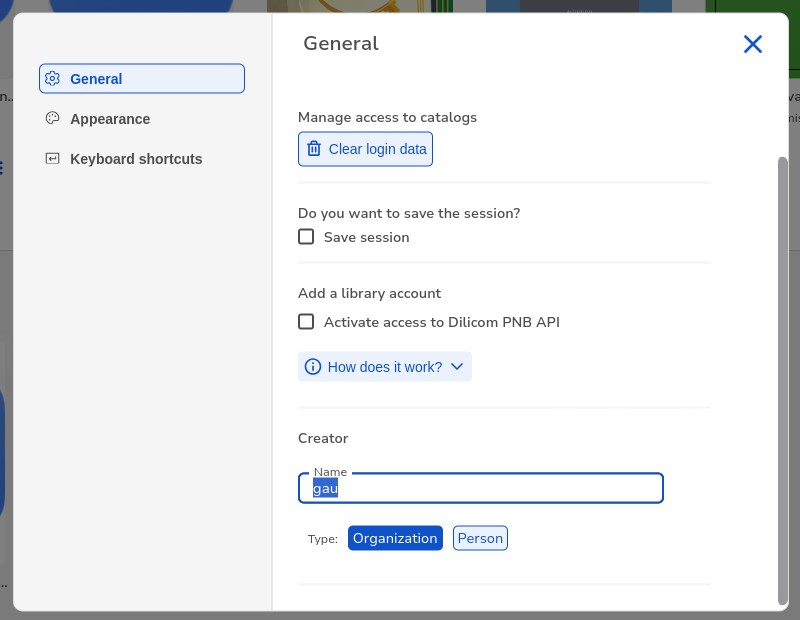 General
General
Appearance
Keyboard shortcuts
Manage access to catalogs
Clear login data
Do you want to save the session?
Save session
Add a library account
Activate access to Dilicom PNB API
How does it work?
Creator
Name
gau
Type: Organization Person